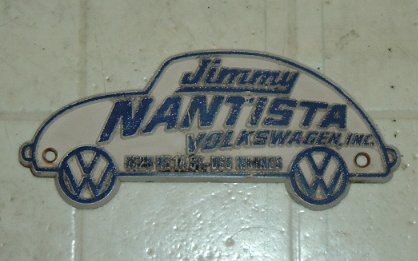 Jimmy
NANTISTA
VOLKSWAGEN, INC.
VW VW